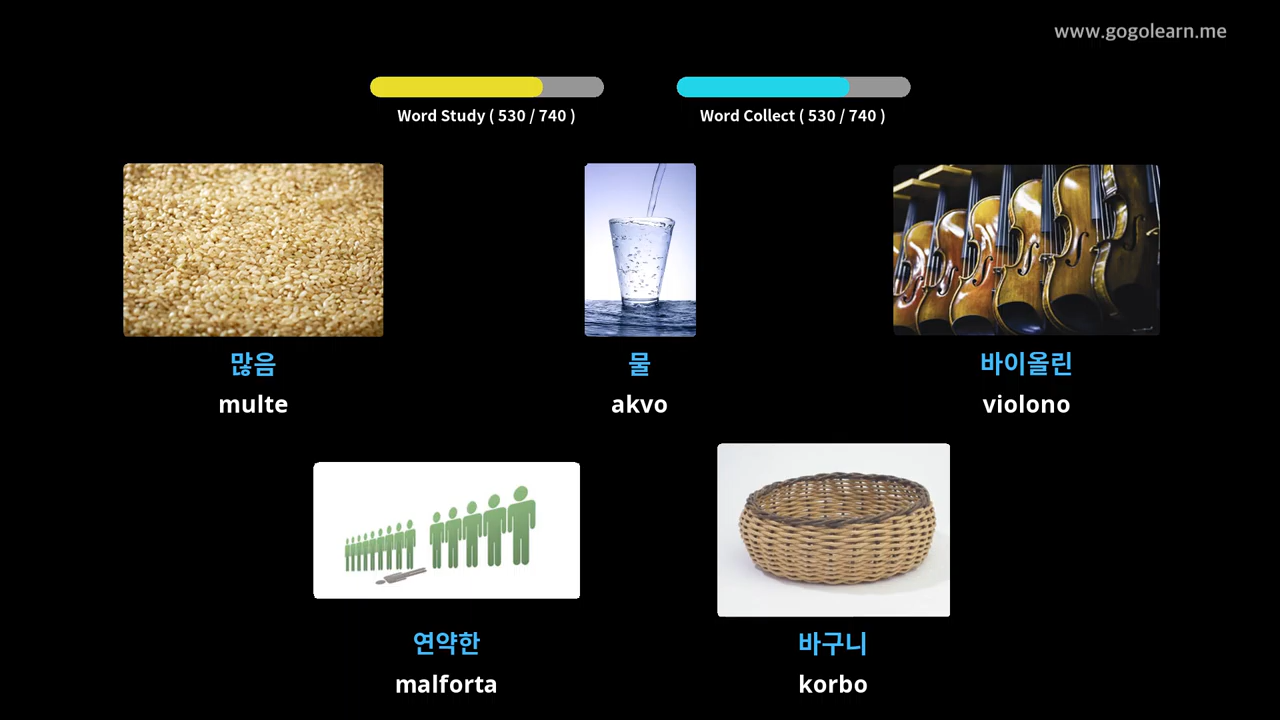 www.gogolearn.me
Word Study ( 530 / 740 )
Word Collect ( 530 / 740 )
많음
multe
물
akvo
바이올린
violono
연약한
malforta
바구니
korbo